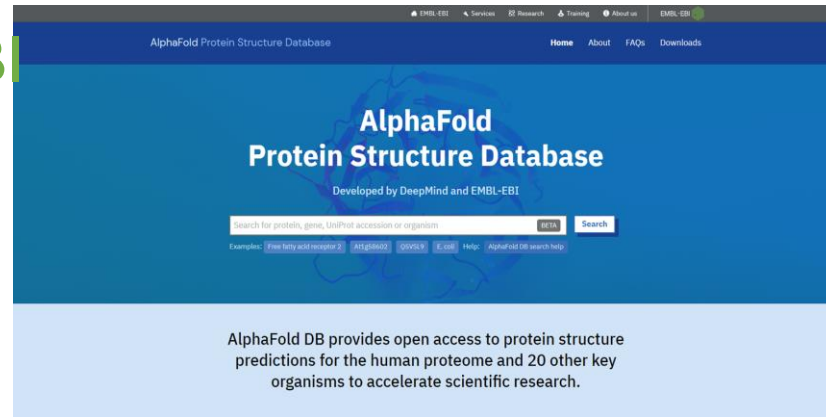 EMBL-EBI Services Research Training About us EMBL-EBI
AlphaFold Protein Structure Database Home About FAQs Downloads
AlphaFold
Protein Structure Database
Developed by DeepMind and EMBL-EBI
Search for protein, gene, UniProt accession or organism BETA Search
Examples: Free fatty acid receptor 2 At1g58602 Q5VSL9 E. coli Help: AlphaFold DB search help
AlphaFold DB provides open access to protein structure
predictions for the human proteome and 20 other key
organisms to accelerate scientific research.